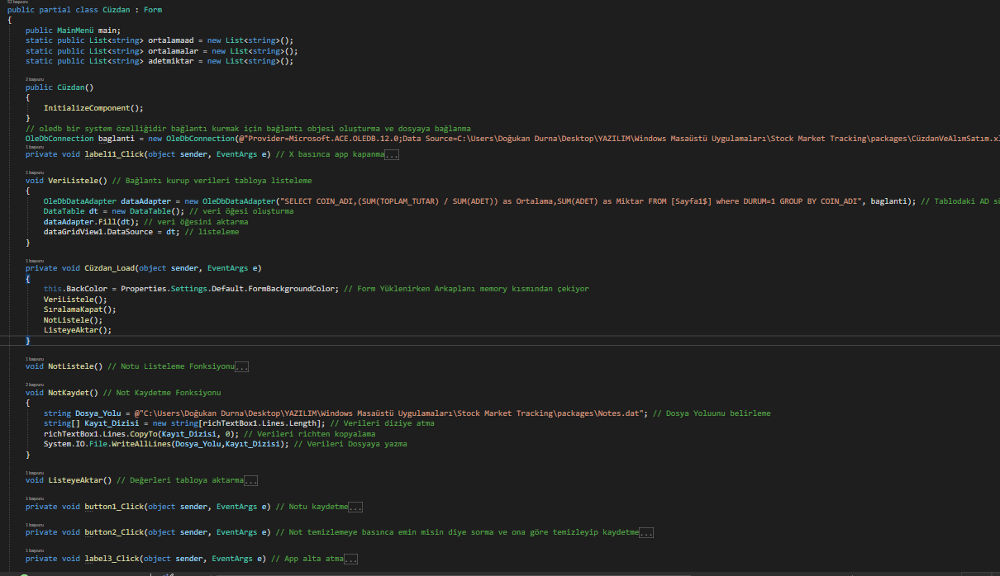 52 başvuru
public partial class Cüzdan : Form
{
public MainMenü main;
static public List<string> ortalamaad = new List<string>();
static public List<string> ortalamalar = new List<string>();
static public List<string> adetmiktar = new List<string>();
2 başvuru
public Cüzdan()
{
InitializeComponent();
}
// oledb bir system özelliğidir bağlantı kurmak için bağlantı objesi oluşturma ve dosyaya bağlanma
OleDbConnection baglanti = new OleDbConnection(@"Provider=Microsoft.ACE.OLEDB.12.0;Data Source=C:\Users\Doğukan Durna\Desktop\YAZILIM\Windows Masaüstü Uygulamaları\Stock Market Tracking\packages\CüzdanVeAlımSatım.x
1 başvuru
private void label11_Click(object sender, EventArgs e) // X basınca app kapanma...
1 başvuru
void VeriListele() // Bağlantı kurup verileri tabloya listeleme
{
OleDbDataAdapter dataAdapter = new OleDbDataAdapter("SELECT COIN_ADI,(SUM(TOPLAM_TUTAR) / SUM(ADET)) as Ortalama,SUM(ADET) as Miktar FROM [Sayfa1$] where DURUM=1 GROUP BY COIN_ADI", baglanti); // Tablodaki AD sü
DataTable dt = new DataTable(); // veri öğesi oluşturma
dataAdapter.Fill(dt); // veri öğesini aktarma
dataGridView1.DataSource = dt; // listeleme
}
1 başvuru
private void Cüzdan_Load(object sender, EventArgs e)
{
this.BackColor = Properties.Settings.Default.FormBackgroundColor; // Form Yüklenirken Arkaplanı memory kısmından çekiyor
VeriListele();
SıralamaKapat();
NotListele();
ListeyeAktar();
}
1 başvuru
void NotListele() // Notu Listeleme Fonksiyonu...
2 başvuru
void NotKaydet() // Not Kaydetme Fonksiyonu
{
string Dosya_Yolu = @"C:\Users\Doğukan Durna\Desktop\YAZILIM\Windows Masaüstü Uygulamaları\Stock Market Tracking\packages\Notes.dat"; // Dosya Yoluunu belirleme
string[] Kayıt_Dizisi = new string[richTextBox1.Lines.Length]; // Verileri diziye atma
richTextBox1.Lines.CopyTo(Kayıt_Dizisi, 0); // Verileri richten kopyalama
System.IO.File.WriteAllLines(Dosya_Yolu,Kayıt_Dizisi); // Verileri Dosyaya yazma
}
1 başvuru
void ListeyeAktar() // Değerleri tabloya aktarma...
1 başvuru
private void button1_Click(object sender, EventArgs e) // Notu kaydetme...
1 başvuru
private void button2_Click(object sender, EventArgs e) // Not temizlemeye basınca emin misin diye sorma ve ona göre temizleyip kaydetme...
1 başvuru
private void label3_Click(object sender, EventArgs e) // App alta atma...